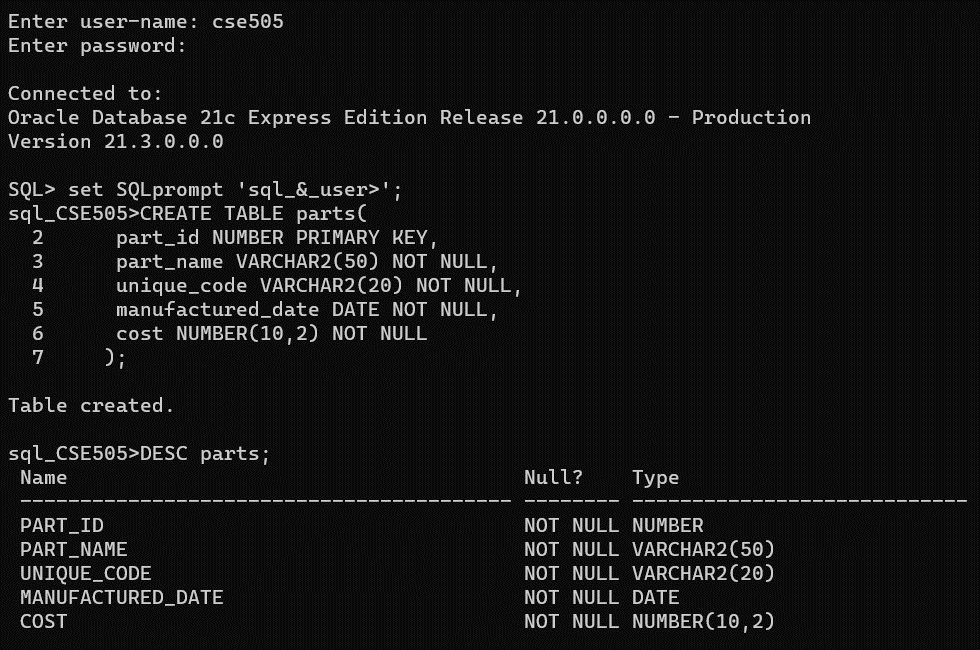 Enter user-name: cse505
Enter password:
Connected to:
Oracle Database 21c Express Edition Release 21.0.0.0.0 - Production
Version 21.3.0.0.0
SQL> set SQLprompt 'sql_&_user>';
sql_CSE505>CREATE TABLE parts(
  2      part_id NUMBER PRIMARY KEY,
  3      part_name VARCHAR2(50) NOT NULL,
  4      unique_code VARCHAR2(20) NOT NULL,
  5      manufactured_date DATE NOT NULL,
  6      cost NUMBER(10,2) NOT NULL
  7     );
Table created.
sql_CSE505>DESC parts;
 Name                                      Null?    Type
 ----------------------------------------- -------- ----------------------------
 PART_ID                                   NOT NULL NUMBER
 PART_NAME                                 NOT NULL VARCHAR2(50)
 UNIQUE_CODE                               NOT NULL VARCHAR2(20)
 MANUFACTURED_DATE                         NOT NULL DATE
 COST                                      NOT NULL NUMBER(10,2)